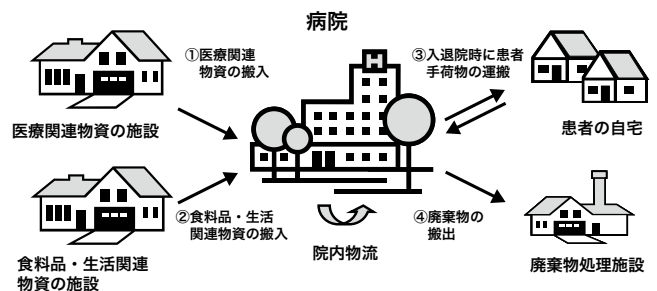 病院
①医療関連
物資の搬入
③入退院時に患者
手荷物の運搬
H
医療関連物資の施設
患者の自宅
②食料品・生活
関連物資の搬入
④廃棄物の
搬出
院内物流
食料品・生活関連
物資の施設
廃棄物処理施設